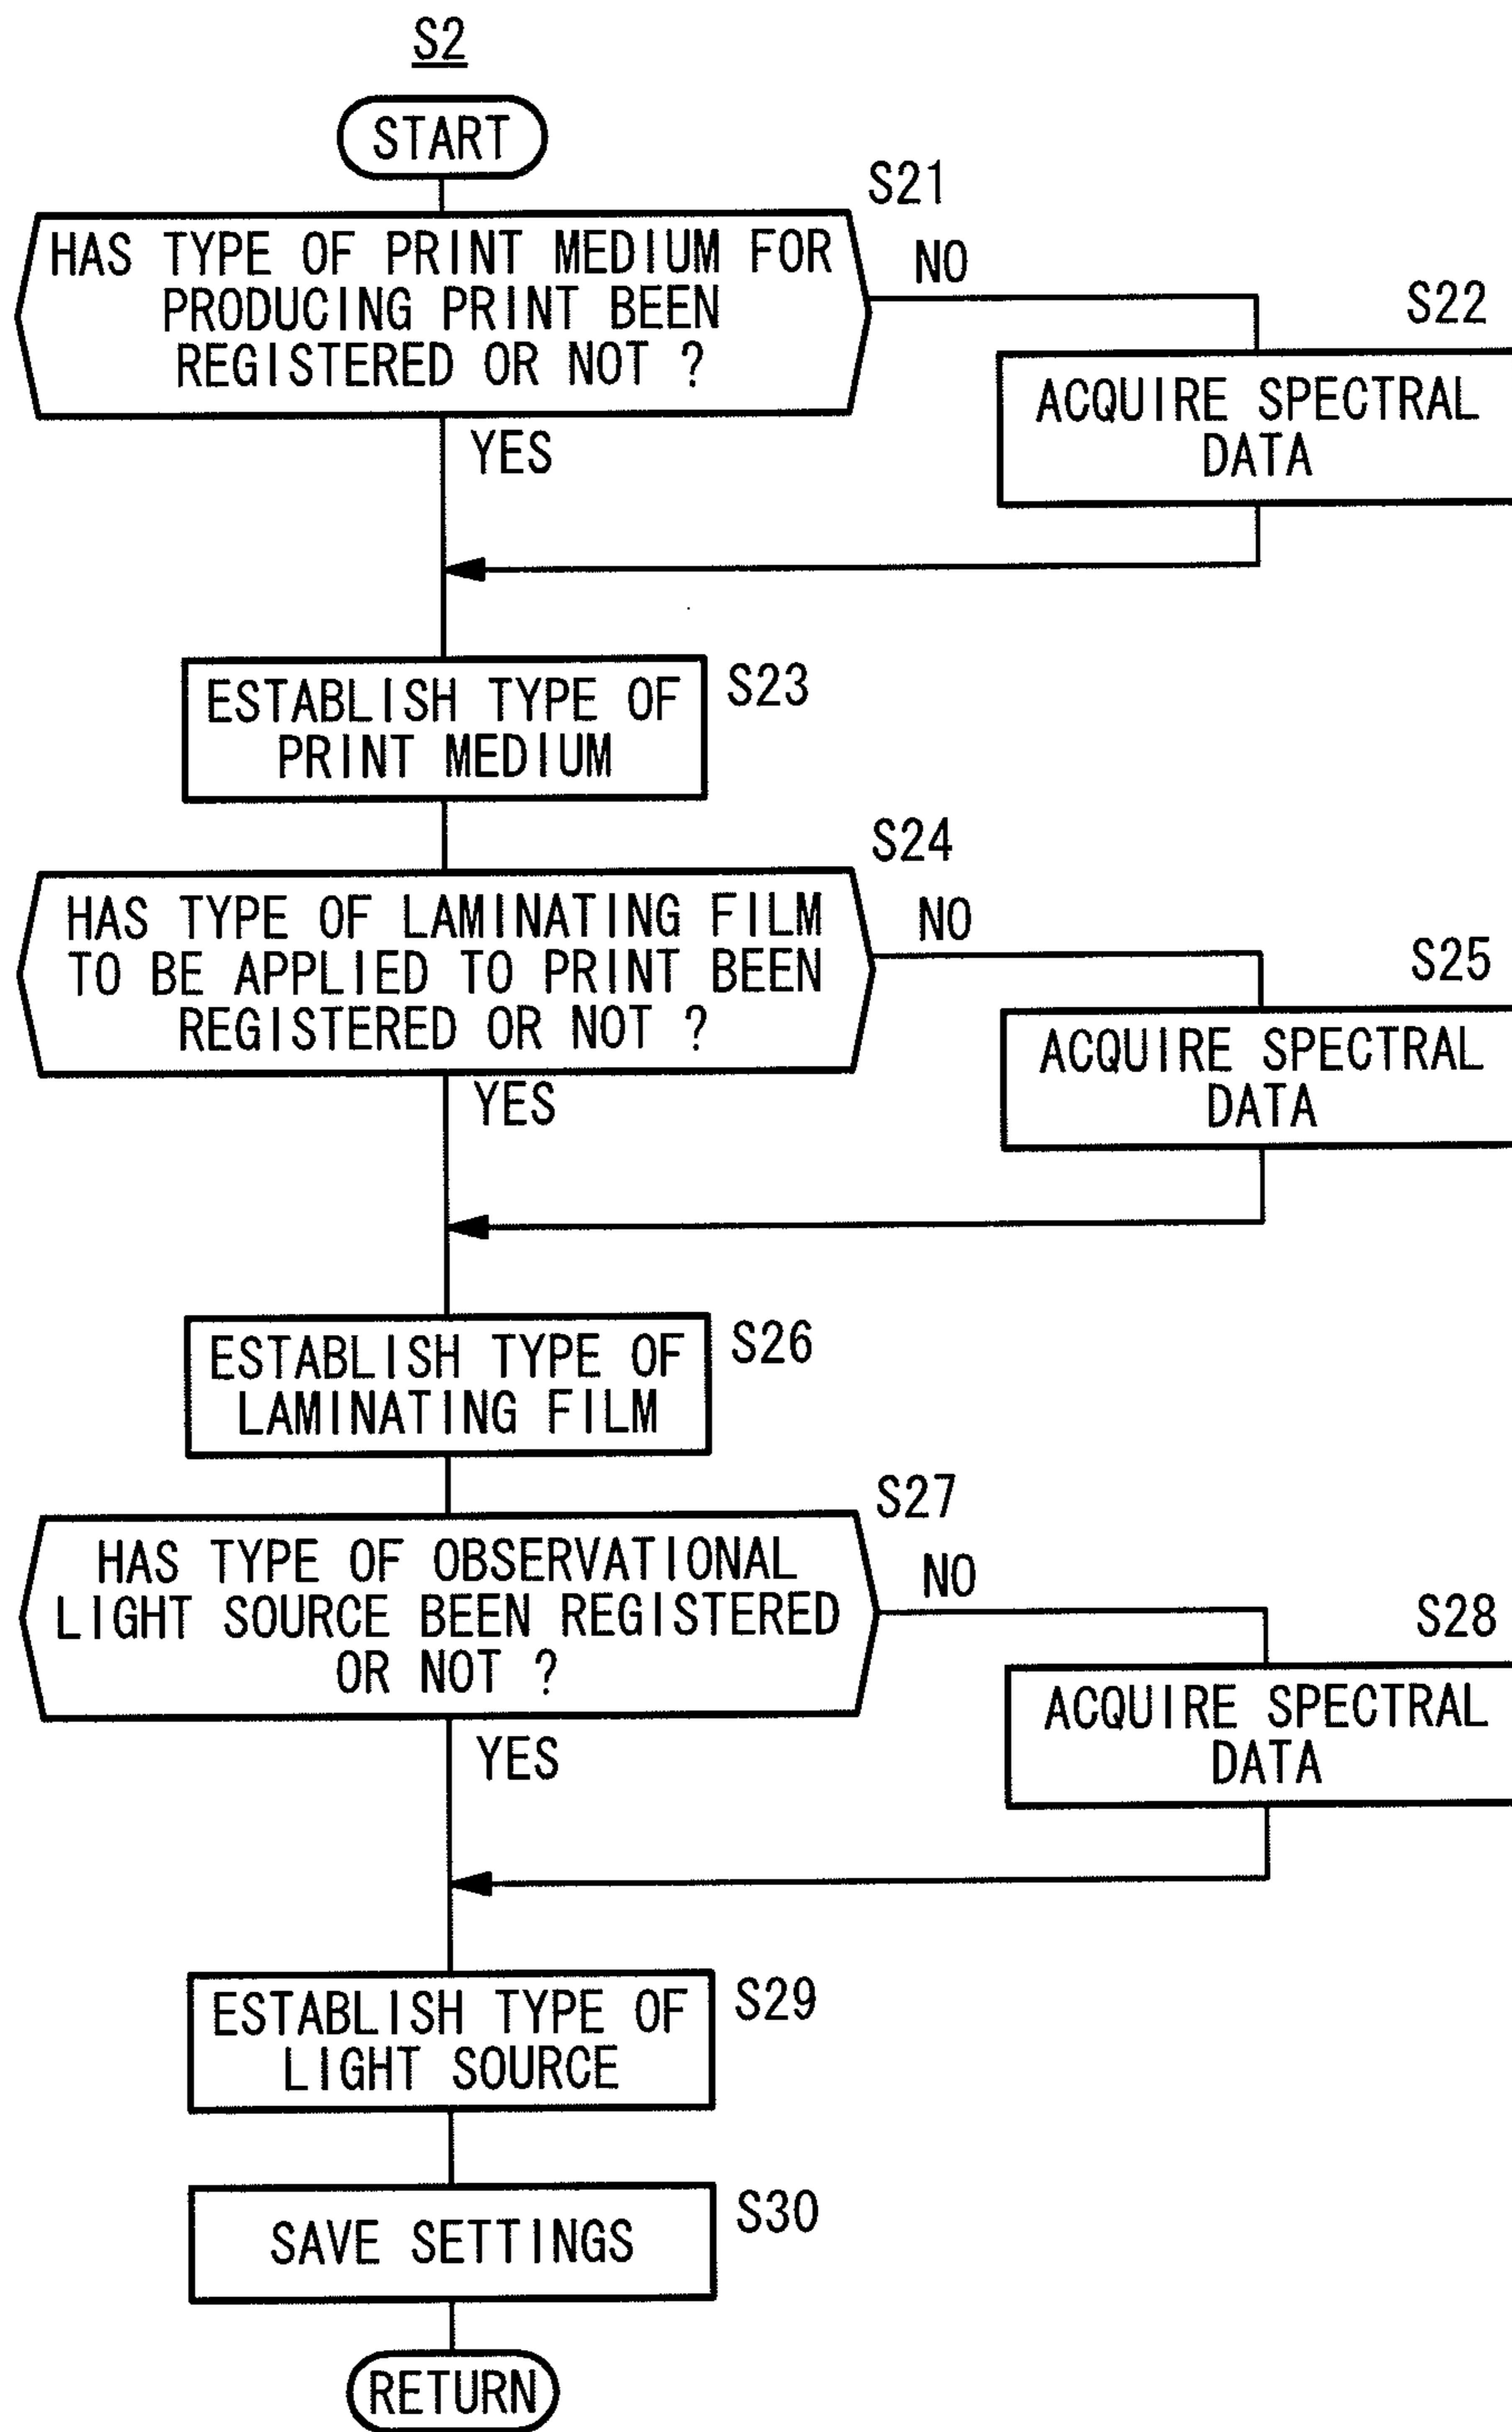 S2
START
S21
HAS TYPE OF PRINT MEDIUM FOR
PRODUCING PRINT BEEN
REGISTERED OR NOT ?
NO
YES
S22
ACQUIRE SPECTRAL
DATA
ESTABLISH TYPE OF
PRINT MEDIUM
S23
S24
HAS TYPE OF LAMINATING FILM
TO BE APPLIED TO PRINT BEEN
REGISTERED OR NOT ?
NO
YES
S25
ACQUIRE SPECTRAL
DATA
ESTABLISH TYPE OF
LAMINATING FILM
S26
S27
HAS TYPE OF OBSERVATIONAL
LIGHT SOURCE BEEN REGISTERED
OR NOT ?
NO
YES
S28
ACQUIRE SPECTRAL
DATA
ESTABLISH TYPE OF
LIGHT SOURCE
S29
SAVE SETTINGS
S30
RETURN